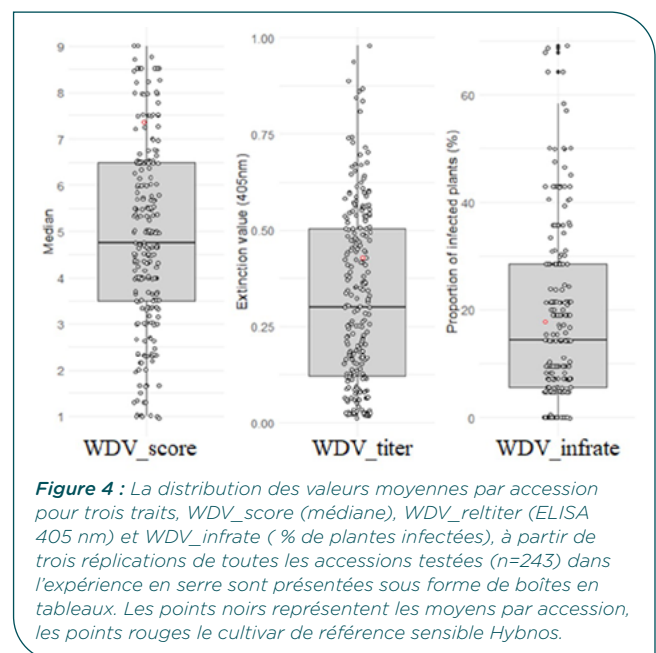 9
8
7
6
5
4
3
2
1
Median
WDV_score
1.00
0.75
0.50
0.25
0.00
Extinction value (405nm)
WDV_titer
60
40
20
0
Proportion of infected plants (%)
WDV_infrate
Figure 4 : La distribution des valeurs moyennes par accession
pour trois traits, WDV_score (médiane), WDV_reltiter (ELISA
405 nm) et WDV_infrate ( % de plantes infectées), à partir de
trois réplications de toutes les accessions testées (n=243) dans
l'expérience en serre sont présentées sous forme de boîtes en
tableaux. Les points noirs représentent les moyens par accession,
les points rouges le cultivar de référence sensible Hybnos.